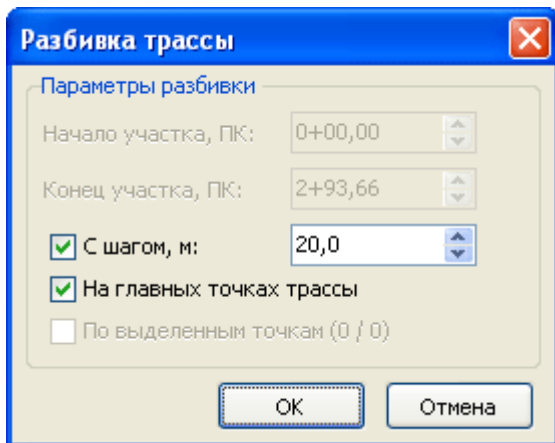 Разбивка трассы
Параметры разбивки
Начало участка, ПК: 0+00,00
Конец участка, ПК: 2+93,66
С шагом, м: 20,0
На главных точках трассы
По выделенным точкам (0 / 0)
ОК Отмена